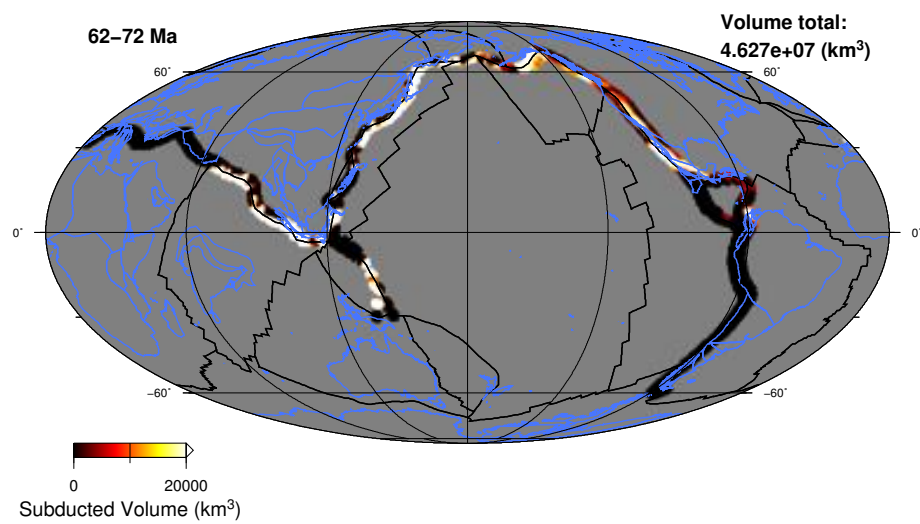 62–72 Ma
Volume total:
4.627e+07 (km³)
60˚
60˚
0˚
0˚
−60˚
−60˚
0
20000
Subducted Volume (km³)